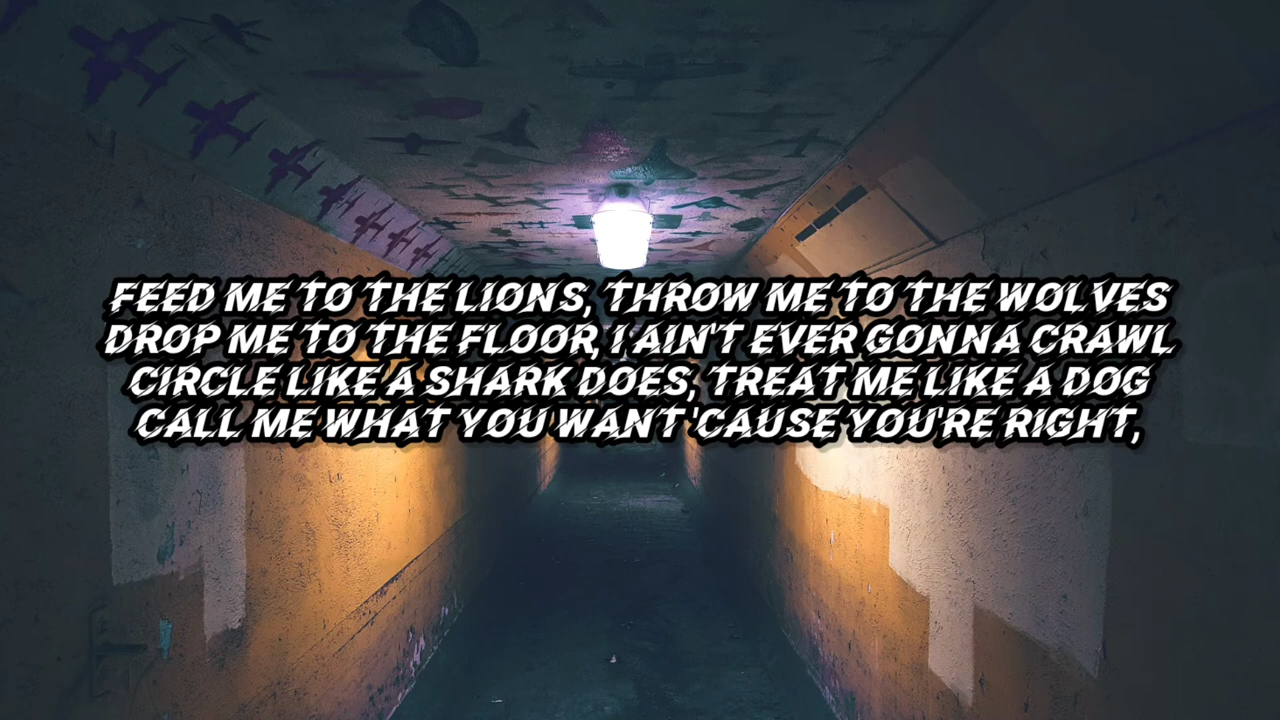 FEED ME TO THE LIONS, THROW ME TO THE WOLVES
DROP ME TO THE FLOOR, I AIN'T EVER GONNA CRAWL
CIRCLE LIKE A SHARK DOES, TREAT ME LIKE A DOG
CALL ME WHAT YOU WANT 'CAUSE YOU'RE RIGHT,